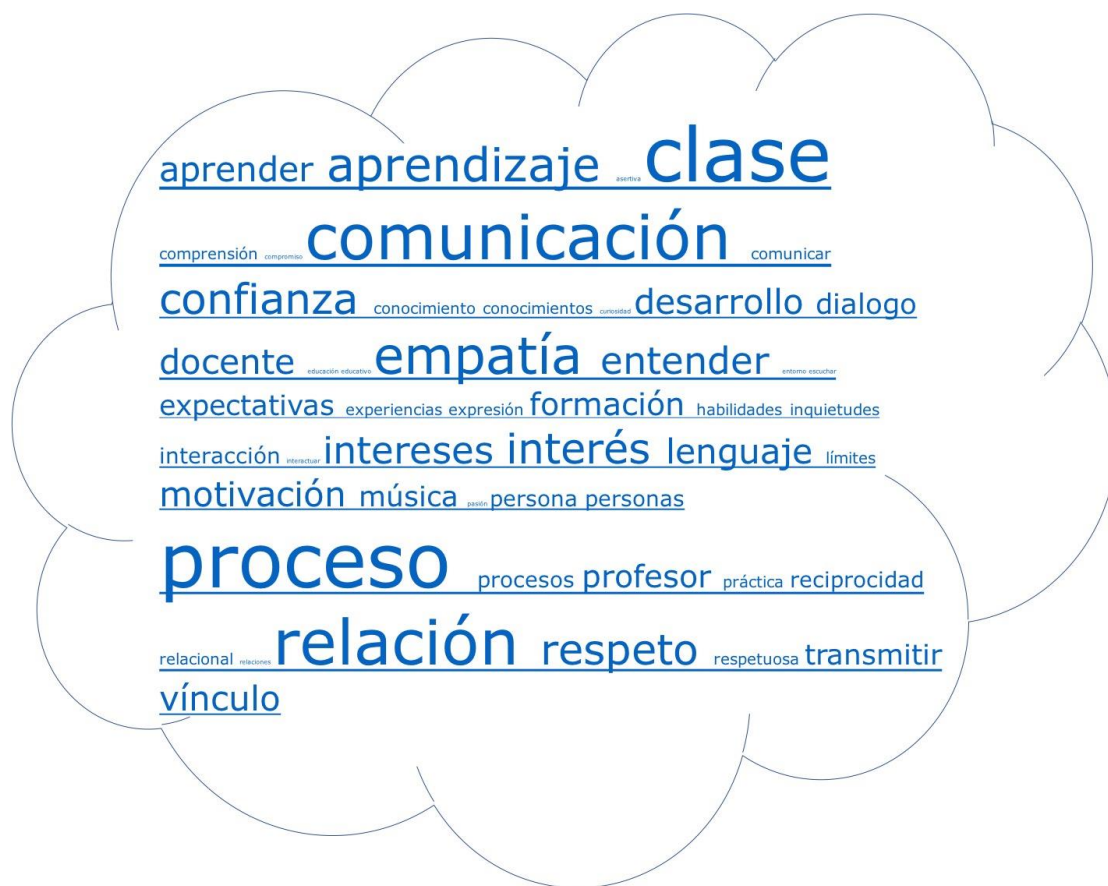 aprender aprendizaje asertiva clase
comprensión compromiso comunicación comunicar
confianza conocimiento conocimientos curiosidad desarrollo dialogo
docente educación educativo empatía entender entorno escuchar
expectativas experiencias expresión formación habilidades inquietudes
interacción interactuar intereses interés lenguaje límites
motivación música pasión persona personas
proceso procesos profesor práctica reciprocidad
relacional relaciones relación respeto respetuosa transmitir
vínculo